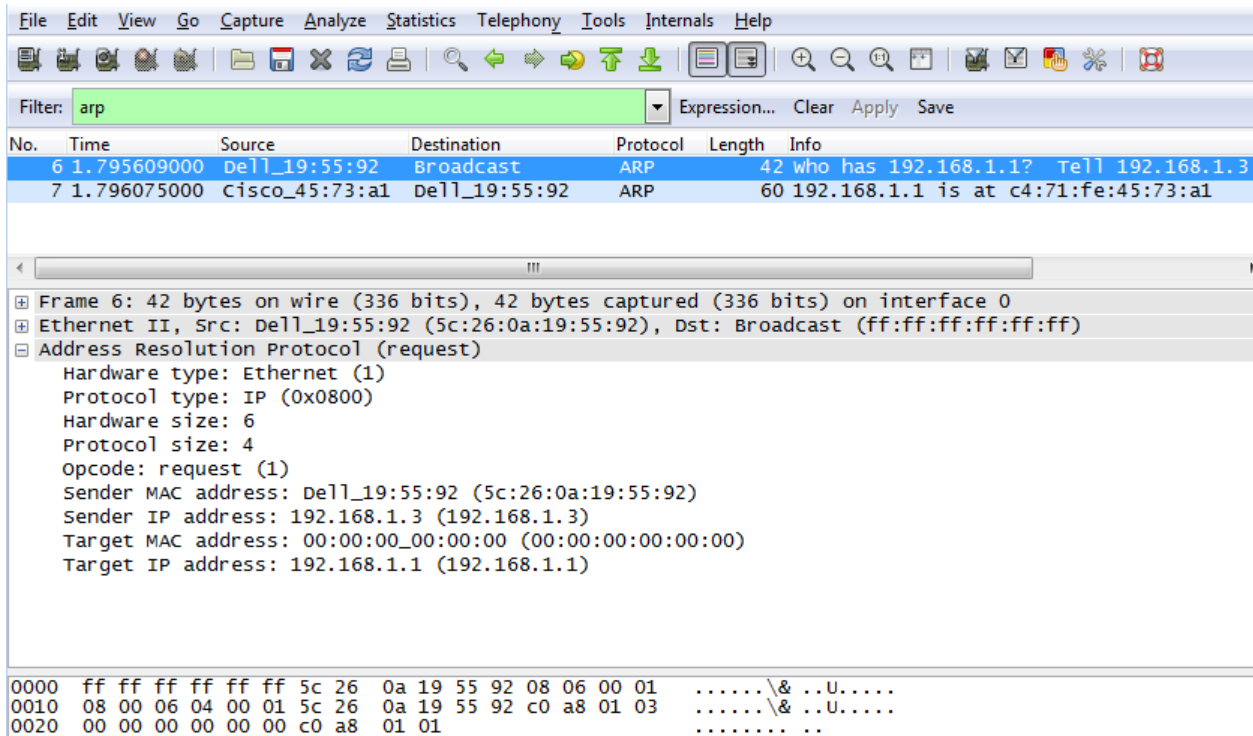 File Edit View Go Capture Analyze Statistics Telephony Tools Internals Help
Filter: arp Expression... Clear Apply Save
No. Time Source Destination Protocol Length Info
6 1.795609000 Dell_19:55:92 Broadcast ARP 42 Who has 192.168.1.1? Tell 192.168.1.3
7 1.796075000 Cisco_45:73:a1 Dell_19:55:92 ARP 60 192.168.1.1 is at c4:71:fe:45:73:a1
Frame 6: 42 bytes on wire (336 bits), 42 bytes captured (336 bits) on interface 0
Ethernet II, Src: Dell_19:55:92 (5c:26:0a:19:55:92), Dst: Broadcast (ff:ff:ff:ff:ff:ff)
Address Resolution Protocol (request)
Hardware type: Ethernet (1)
Protocol type: IP (0x0800)
Hardware size: 6
Protocol size: 4
Opcode: request (1)
Sender MAC address: Dell_19:55:92 (5c:26:0a:19:55:92)
Sender IP address: 192.168.1.3 (192.168.1.3)
Target MAC address: 00:00:00_00:00:00 (00:00:00:00:00:00)
Target IP address: 192.168.1.1 (192.168.1.1)
0000 ff ff ff ff ff ff 5c 26 0a 19 55 92 08 06 00 01 ......\& ..U.....
0010 08 00 06 04 00 01 5c 26 0a 19 55 92 c0 a8 01 03 ......\& ..U.....
0020 00 00 00 00 00 00 c0 a8 01 01 ........ ..